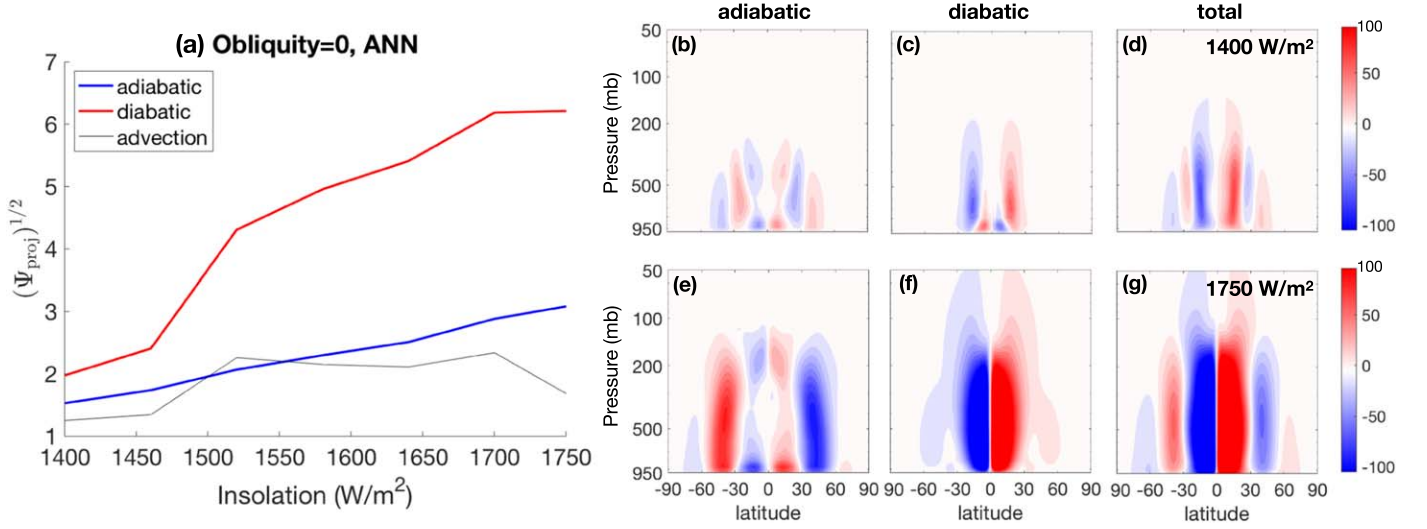 (a) Obliquity=0, ANN
7
6
5
4
3
2
1
(Ψproj)1/2
adiabatic
diabatic
advection
1400 1450 1500 1550 1600 1650 1700 1750
Insolation (W/m2)
adiabatic diabatic total
(b) (c) (d) 1400 W/m2
50
100
200
500
950
Pressure (mb)
100
50
0
-50
-100
(e) (f) (g) 1750 W/m2
50
100
200
500
950
Pressure (mb)
100
50
0
-50
-100
-90 -60 -30 0 30 60 90 90 -60 -30 0 30 60 90 90 -60 -30 0 30 60 90
latitude latitude latitude